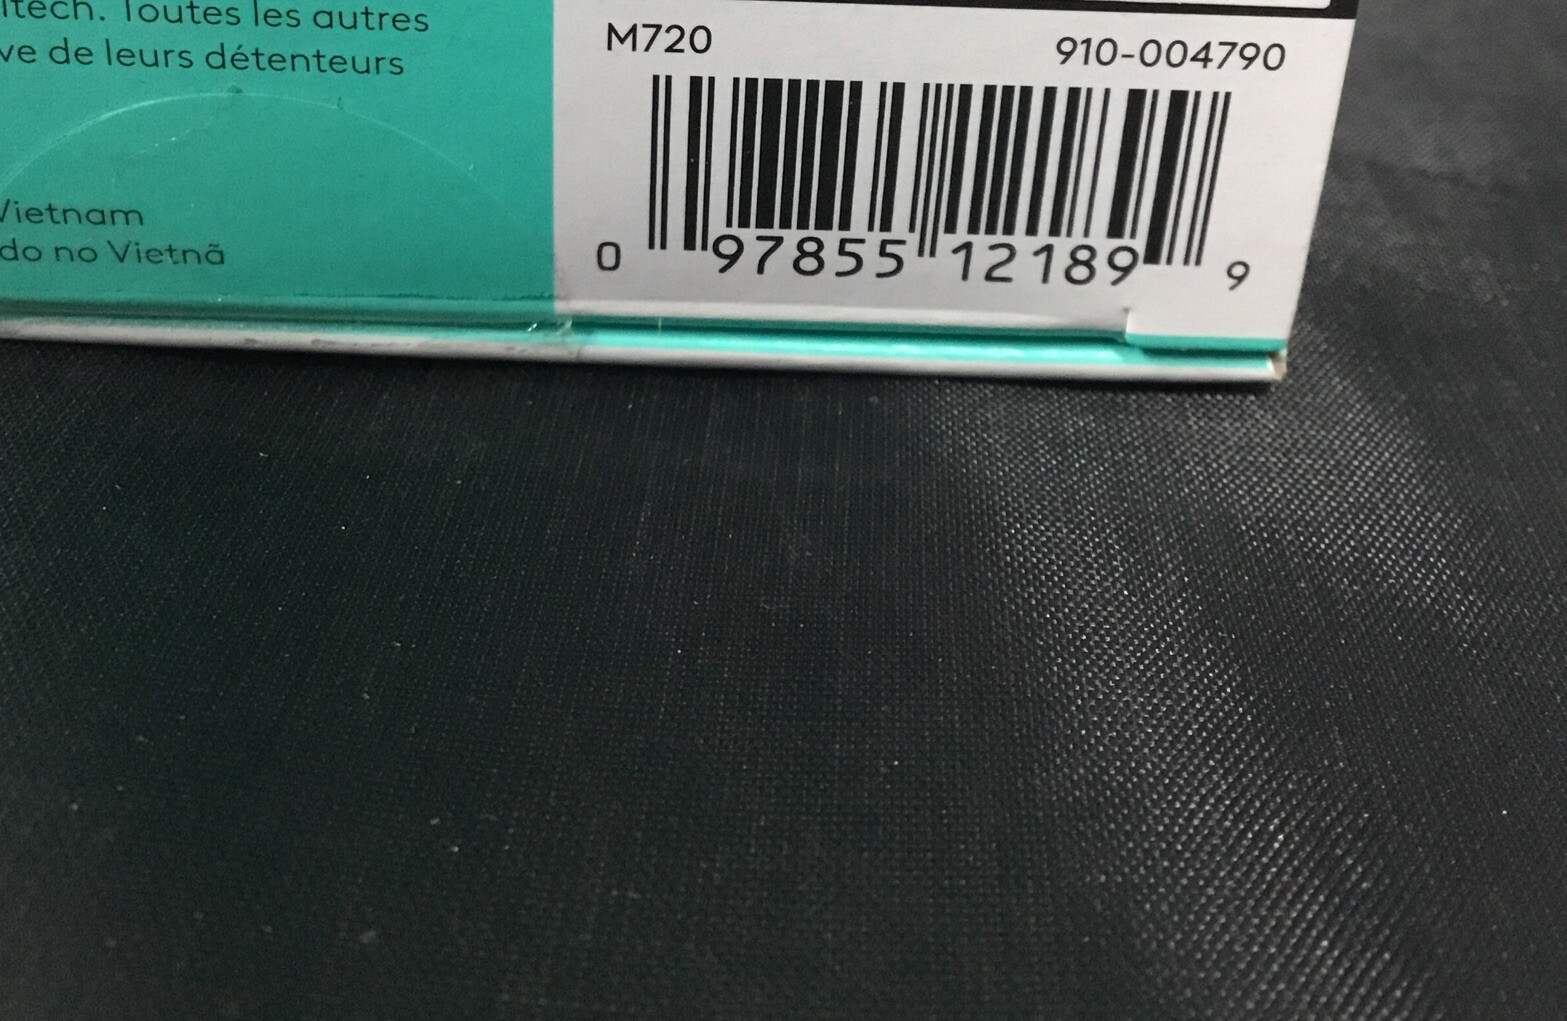 itech. Toutes les autres
ve de leurs détenteurs
Vietnam
do no Vietnã
M720 910-004790
0 97855 12189 9